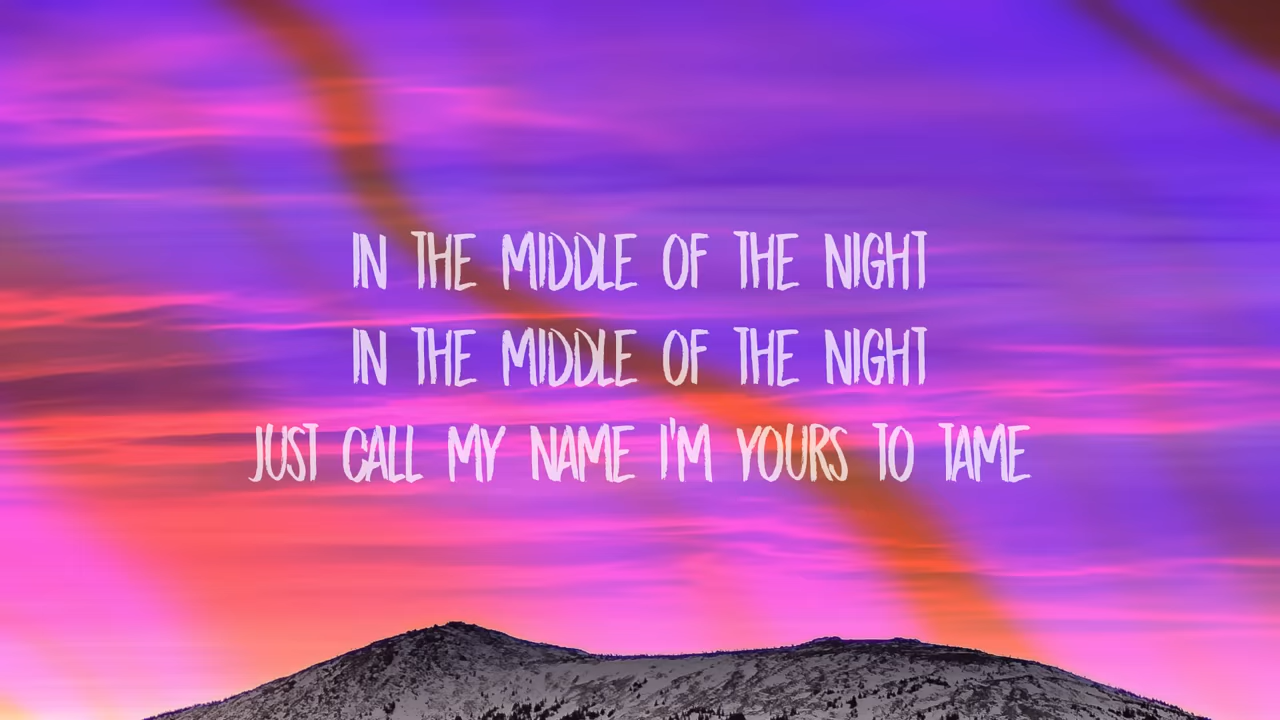 IN THE MIDDLE OF THE NIGHT
IN THE MIDDLE OF THE NIGHT
JUST CALL MY NAME I'M YOURS TO TAME